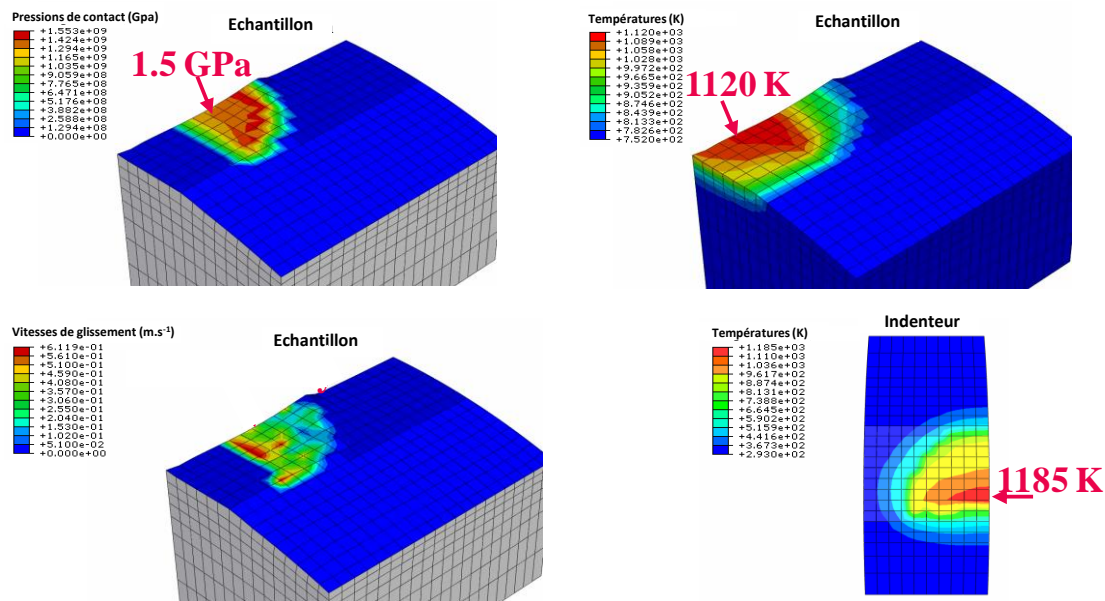 Pressions de contact (Gpa)
Echantillon
+1.553e+09
+1.424e+09
+1.294e+09
+1.165e+09
+9.059e+08
+7.765e+08
+6.471e+08
+5.176e+08
+3.882e+08
+2.588e+08
+1.294e+08
+0.000e+00
1.5 GPa
Températures (K)
Echantillon
+1.120e+03
+1.089e+03
+1.058e+03
+1.028e+03
+9.972e+02
+9.665e+02
+9.359e+02
+9.052e+02
+8.746e+02
+8.439e+02
+8.133e+02
+7.826e+02
+7.520e+02
1120 K
Vitesses de glissement (m.s⁻¹)
Echantillon
+6.119e-01
+5.610e-01
+5.100e-01
+4.590e-01
+4.080e-01
+3.570e-01
+3.060e-01
+2.550e-01
+2.040e-01
+1.530e-01
+1.020e-01
+5.100e-02
+0.000e+00
Températures (K)
Indenteur
+1.185e+03
+1.110e+03
+1.036e+03
+9.617e+02
+8.874e+02
+8.131e+02
+7.388e+02
+6.645e+02
+5.902e+02
+5.159e+02
+4.416e+02
+3.673e+02
+2.930e+02
1185 K